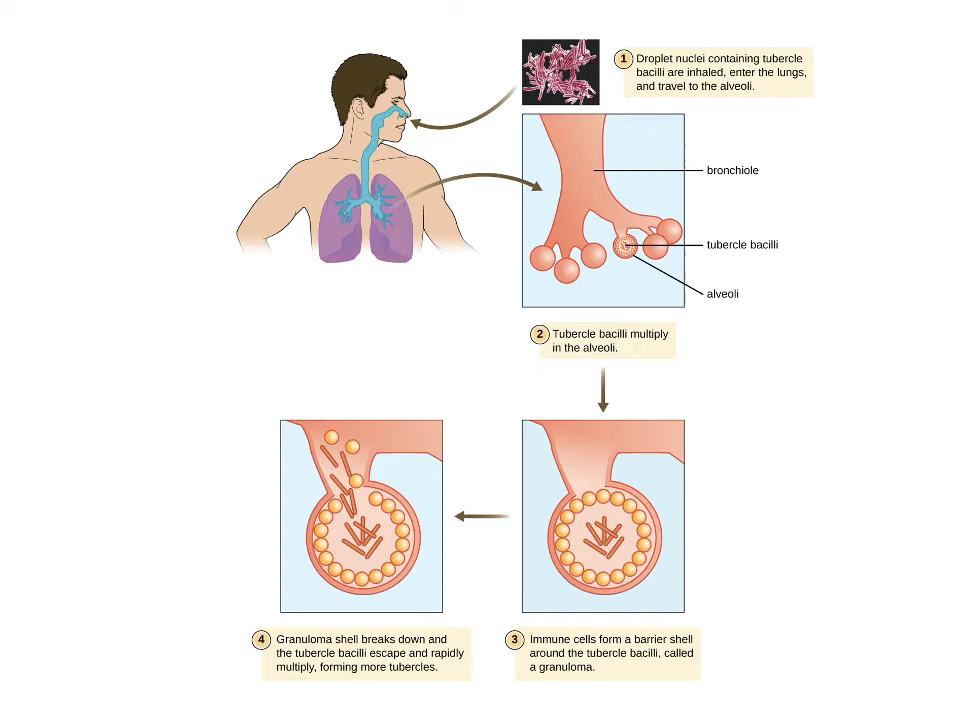 1 Droplet nuclei containing tubercle
bacilli are inhaled, enter the lungs,
and travel to the alveoli.
bronchiole
tubercle bacilli
alveoli
2 Tubercle bacilli multiply
in the alveoli.
3 Immune cells form a barrier shell
around the tubercle bacilli, called
a granuloma.
4 Granuloma shell breaks down and
the tubercle bacilli escape and rapidly
multiply, forming more tubercles.